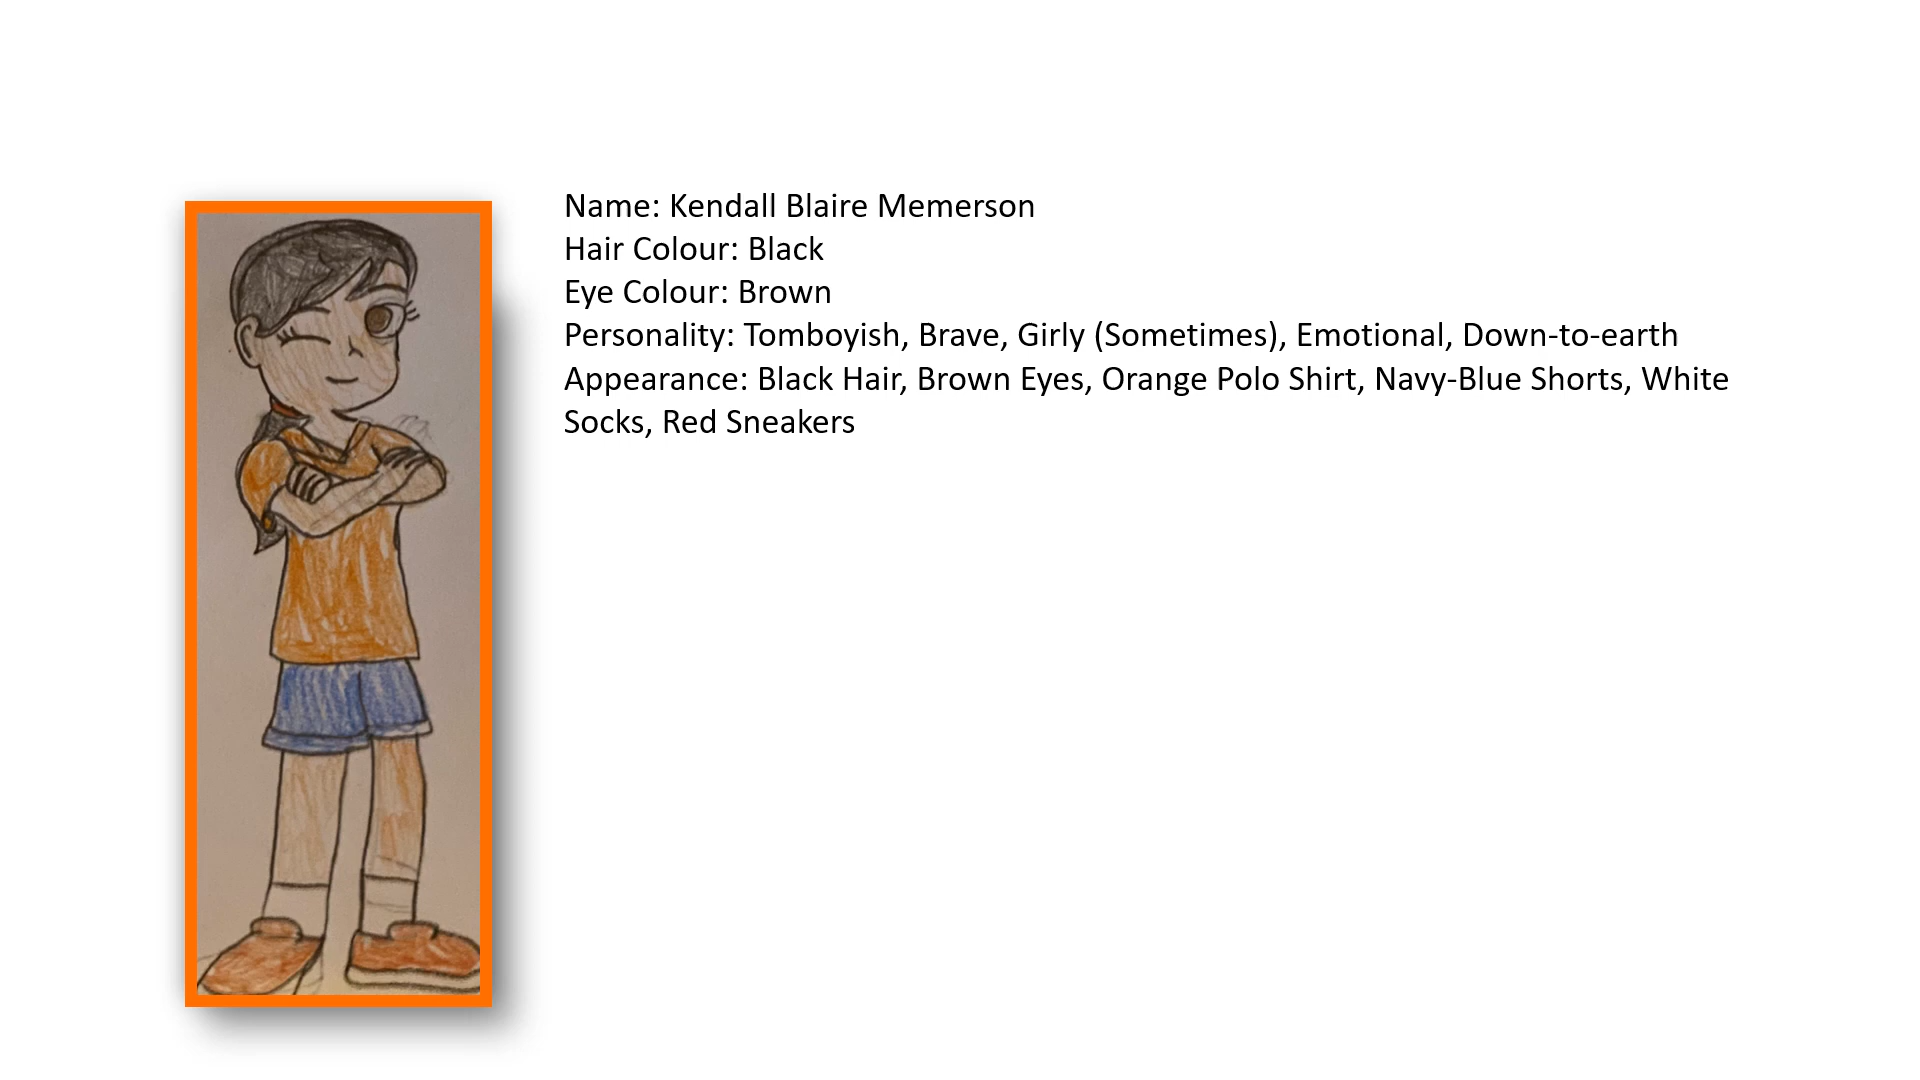 Name: Kendall Blaire Memerson
Hair Colour: Black
Eye Colour: Brown
Personality: Tomboyish, Brave, Girly (Sometimes), Emotional, Down-to-earth
Appearance: Black Hair, Brown Eyes, Orange Polo Shirt, Navy-Blue Shorts, White
Socks, Red Sneakers